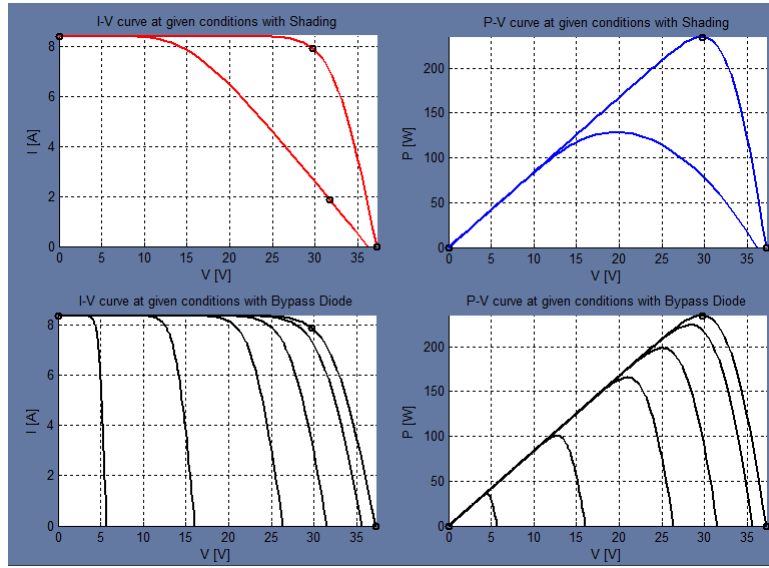 I-V curve at given conditions with Shading
I [A]
8
6
4
2
0
0 5 10 15 20 25 30 35
V [V]
P-V curve at given conditions with Shading
P [W]
200
150
100
50
0
0 5 10 15 20 25 30 35
V [V]
I-V curve at given conditions with Bypass Diode
I [A]
8
6
4
2
0
0 5 10 15 20 25 30 35
V [V]
P-V curve at given conditions with Bypass Diode
P [W]
200
150
100
50
0
0 5 10 15 20 25 30 35
V [V]